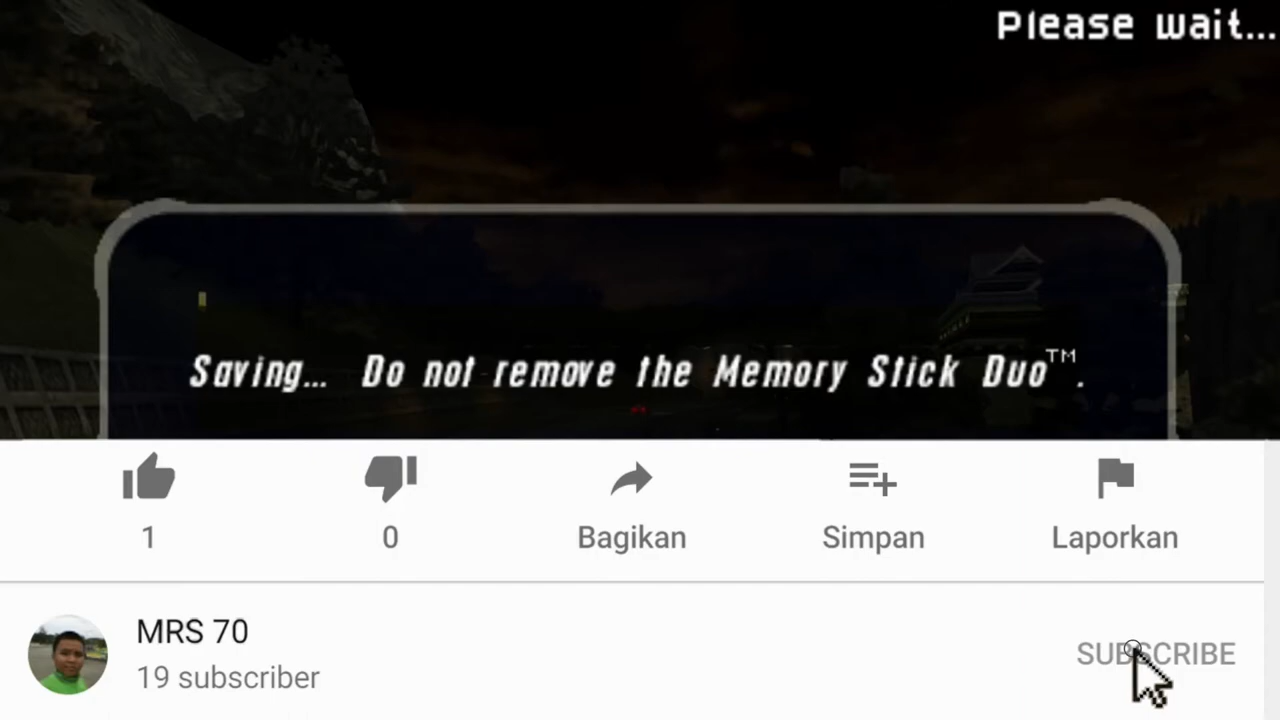 Please wait...
Saving... Do not remove the Memory Stick Duo™.
1 0 Bagikan Simpan Laporkan
MRS 70
19 subscriber
SUBSCRIBE